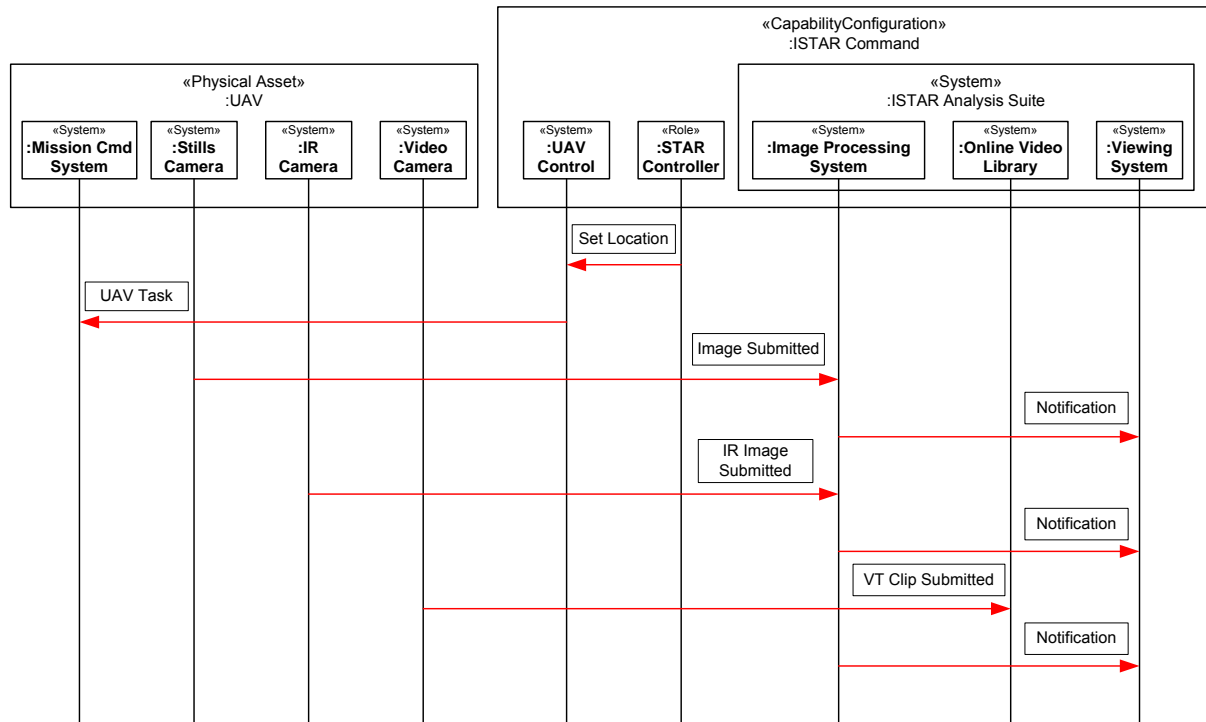 «CapabilityConfiguration»
:ISTAR Command
«Physical Asset»
:UAV
«System»
:ISTAR Analysis Suite
«System»
:Mission Cmd
System
«System»
:Stills
Camera
«System»
:IR
Camera
«System»
:Video
Camera
«System»
:UAV
Control
«Role»
:STAR
Controller
«System»
:Image Processing
System
«System»
:Online Video
Library
«System»
:Viewing
System
Set Location
UAV Task
Image Submitted
Notification
IR Image
Submitted
Notification
VT Clip Submitted
Notification